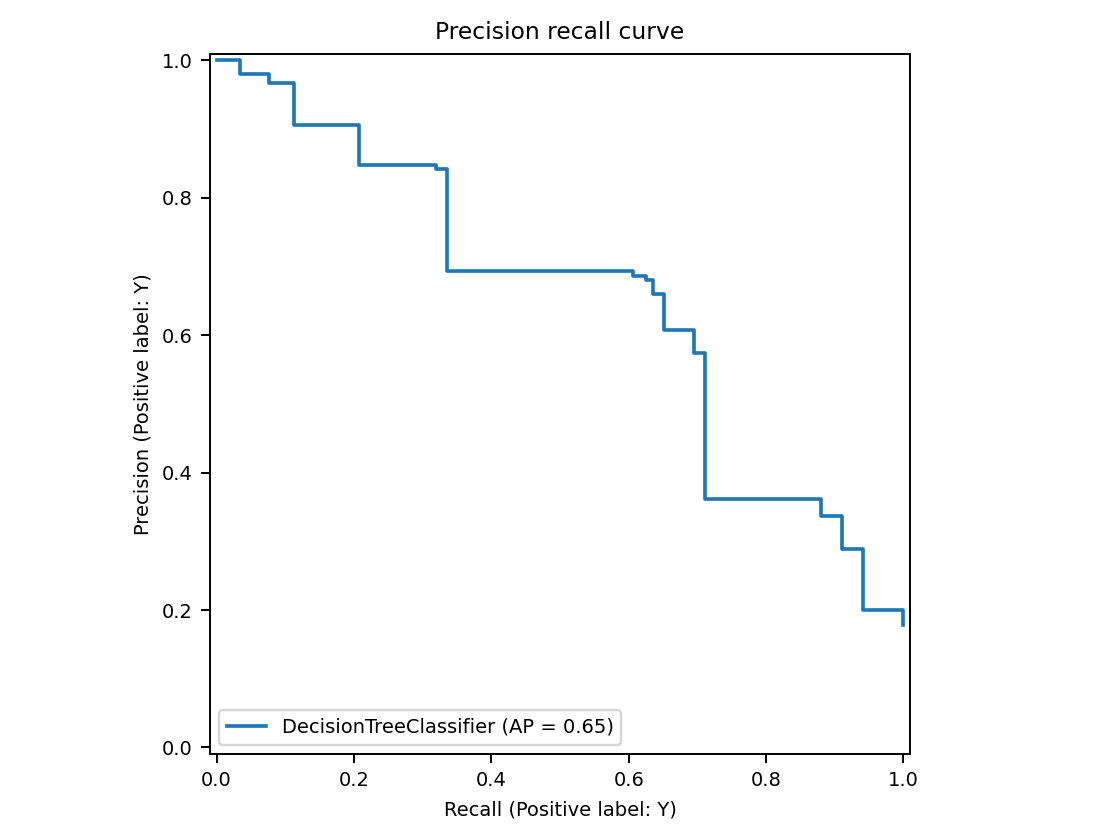 Precision recall curve
1.0
0.8
0.6
0.4
0.2
0.0
Precision (Positive label: Y)
DecisionTreeClassifier (AP = 0.65)
0.0 0.2 0.4 0.6 0.8 1.0
Recall (Positive label: Y)